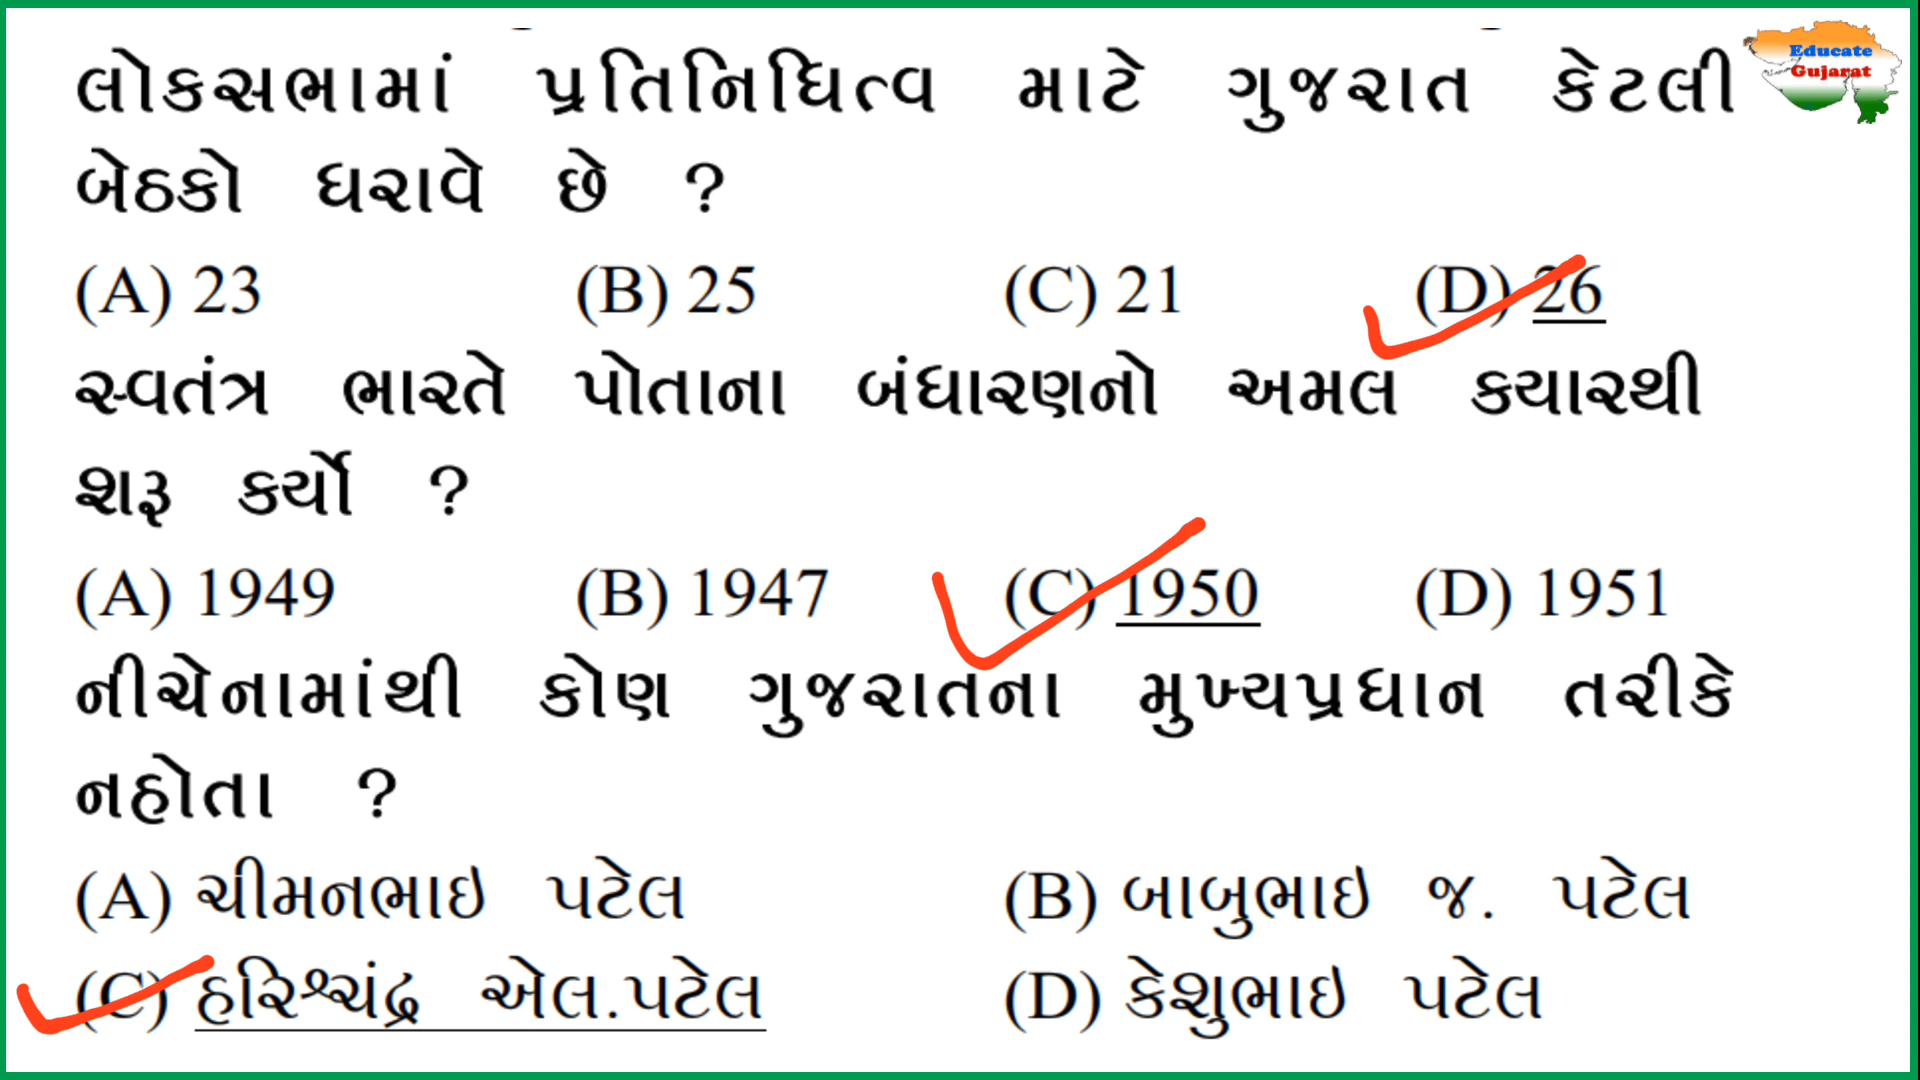 Educate
Gujarat
લોકસભામાં પ્રતિનિધિત્વ માટે ગુજરાત કેટલી
બેઠકો ધરાવે છે ?
(A) 23 (B) 25 (C) 21 (D) 26
સ્વતંત્ર ભારતે પોતાના બંધારણનો અમલ કયારથી
શરૂ કર્યો ?
(A) 1949 (B) 1947 (C) 1950 (D) 1951
નીચેનામાંથી કોણ ગુજરાતના મુખ્યપ્રધાન તરીકે
નહોતા ?
(A) ચીમનભાઇ પટેલ (B) બાબુભાઇ જ. પટેલ
(C) હરિશ્ચંદ્ર એલ.પટેલ (D) કેશુભાઇ પટેલ